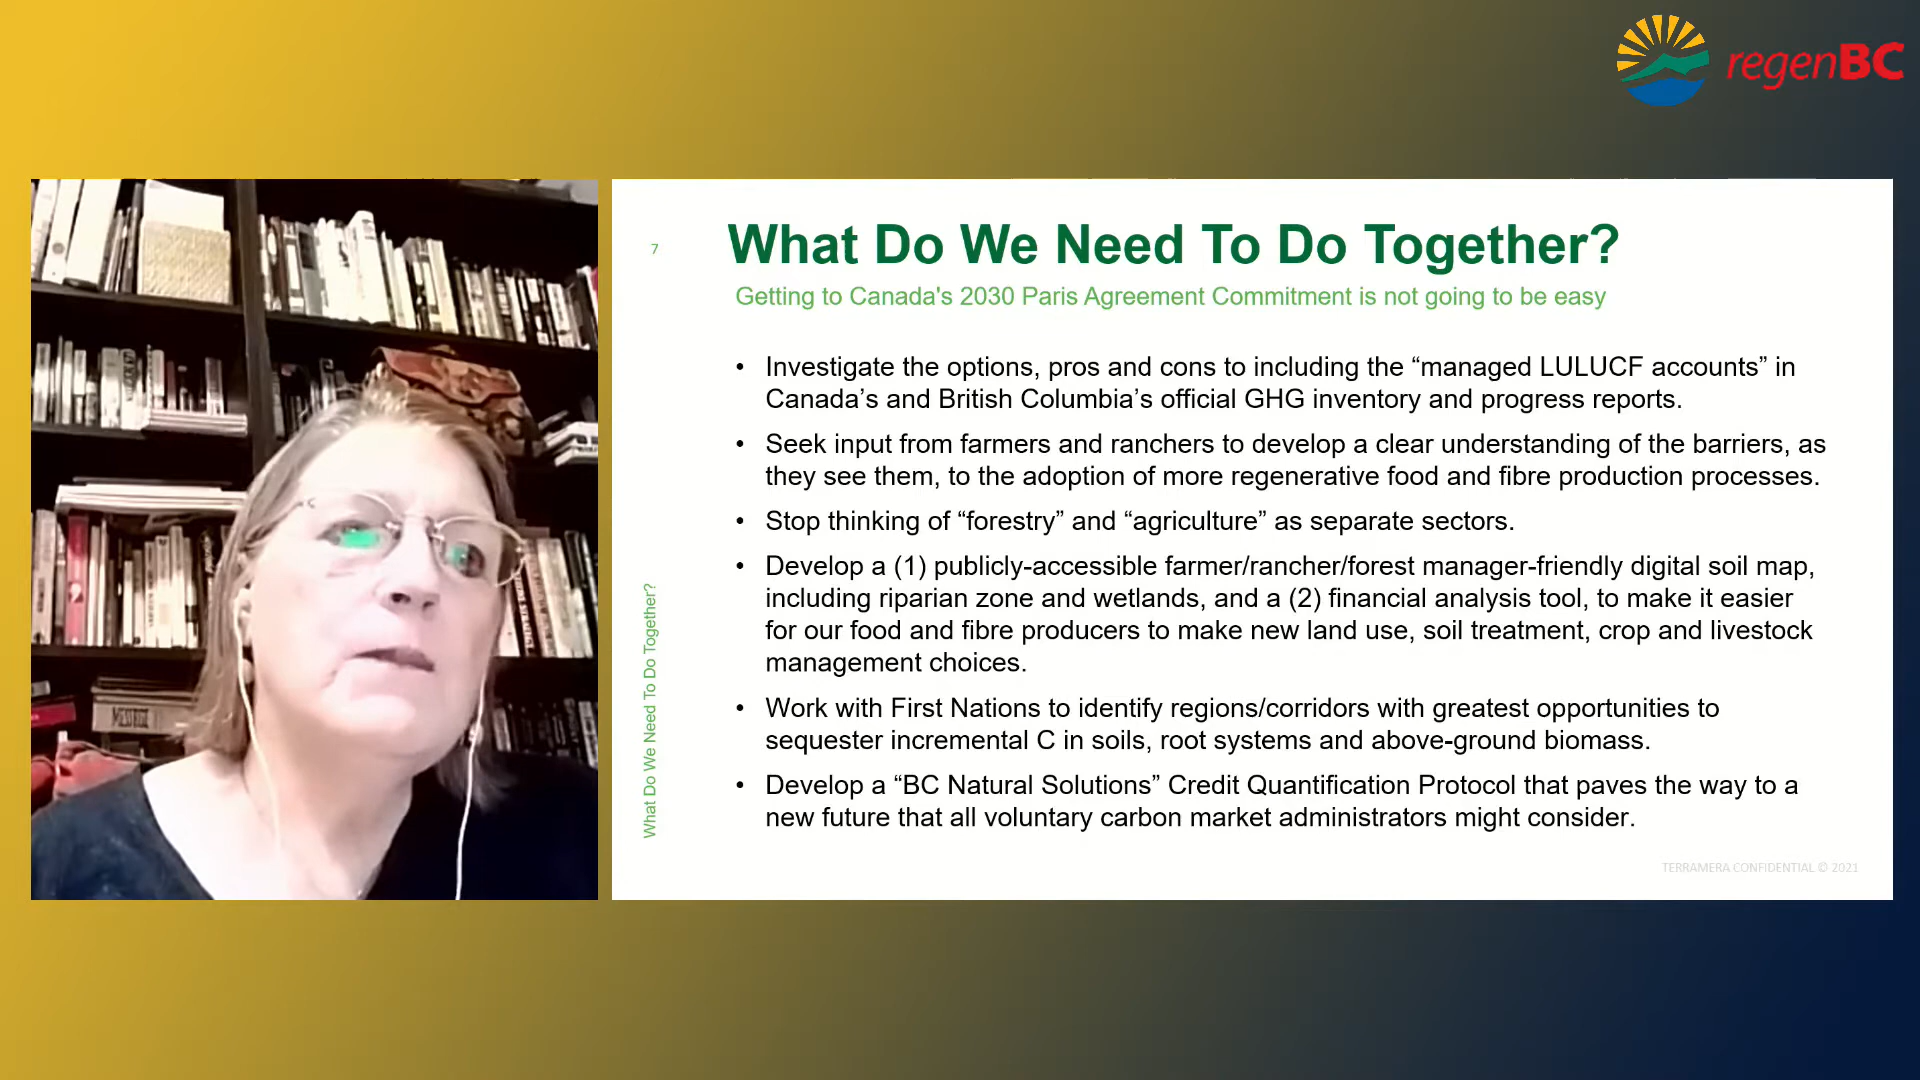 regenBC
7
What Do We Need To Do Together?
Getting to Canada's 2030 Paris Agreement Commitment is not going to be easy
• Investigate the options, pros and cons to including the “managed LULUCF accounts” in
Canada’s and British Columbia’s official GHG inventory and progress reports.
• Seek input from farmers and ranchers to develop a clear understanding of the barriers, as
they see them, to the adoption of more regenerative food and fibre production processes.
• Stop thinking of “forestry” and “agriculture” as separate sectors.
• Develop a (1) publicly-accessible farmer/rancher/forest manager-friendly digital soil map,
including riparian zone and wetlands, and a (2) financial analysis tool, to make it easier
for our food and fibre producers to make new land use, soil treatment, crop and livestock
management choices.
• Work with First Nations to identify regions/corridors with greatest opportunities to
sequester incremental C in soils, root systems and above-ground biomass.
• Develop a “BC Natural Solutions” Credit Quantification Protocol that paves the way to a
new future that all voluntary carbon market administrators might consider.
What Do We Need To Do Together?
TERRAMERA CONFIDENTIAL © 2021